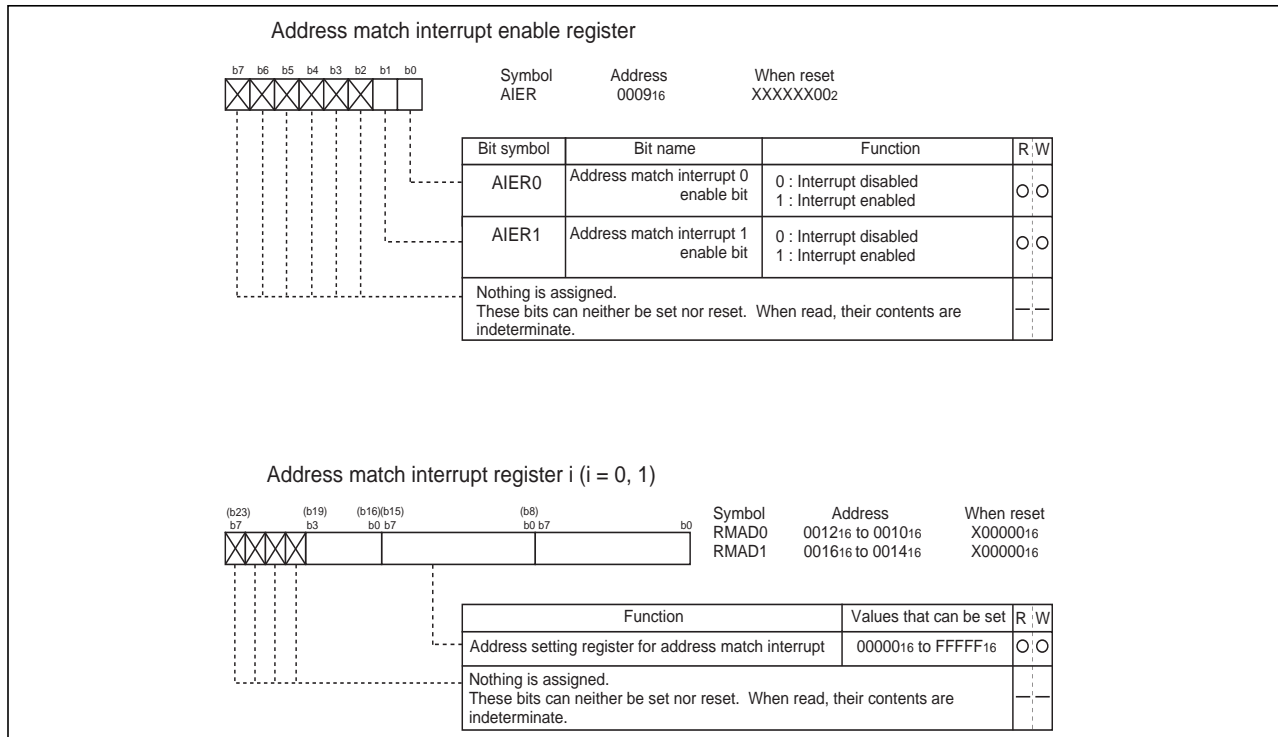 Address match interrupt enable register
b7 b6 b5 b4 b3 b2 b1 b0
Symbol Address When reset
AIER 000916 XXXXXX002
Bit symbol Bit name Function R W
AIER0 Address match interrupt 0 enable bit 0 : Interrupt disabled
1 : Interrupt enabled
AIER1 Address match interrupt 1 enable bit 0 : Interrupt disabled
1 : Interrupt enabled
Nothing is assigned.
These bits can neither be set nor reset. When read, their contents are
indeterminate.
Address match interrupt register i (i = 0, 1)
(b23) (b19) (b16)(b15) (b8)
b7 b3 b0 b7 b0 b7 b0
Symbol Address When reset
RMAD0 001216 to 001016 X0000016
RMAD1 001616 to 001416 X0000016
Function Values that can be set R W
Address setting register for address match interrupt 0000016 to FFFFF16
Nothing is assigned.
These bits can neither be set nor reset. When read, their contents are
indeterminate.